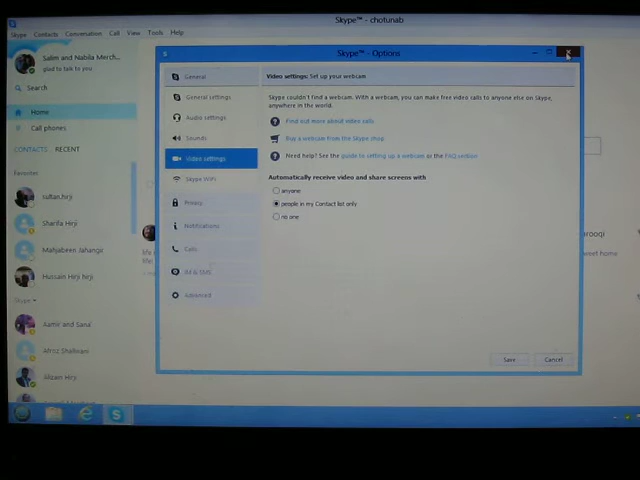 Skype™ - chotunab
Skype Contacts Conversation Call View Tools Help
Salim and Nabila Merch...
glad to talk to you
Search
Home
Call phones
CONTACTS RECENT
Favorites
sultan.hirji
Sharifa Hirji
Mahjabeen Jahangir
Hussain Hirji hirji
Skype
Aamir and Sana'
Afroz Shallwani
Skype™ - Options
General
General settings
Audio settings
Sounds
Video settings
Skype WiFi
Privacy
Notifications
Calls
IM & SMS
Advanced
Video settings: Set up your webcam
Skype couldn't find a webcam. With a webcam, you can make free video calls to anyone else on Skype,
anywhere in the world.
Find out more about video calls
Buy a webcam from the Skype shop
Need help? See the guide to setting up a webcam or the FAQ section
Automatically receive video and share screens with
anyone
people in my Contact list only
no one
Save Cancel
arooqi
weet home
life i
life!